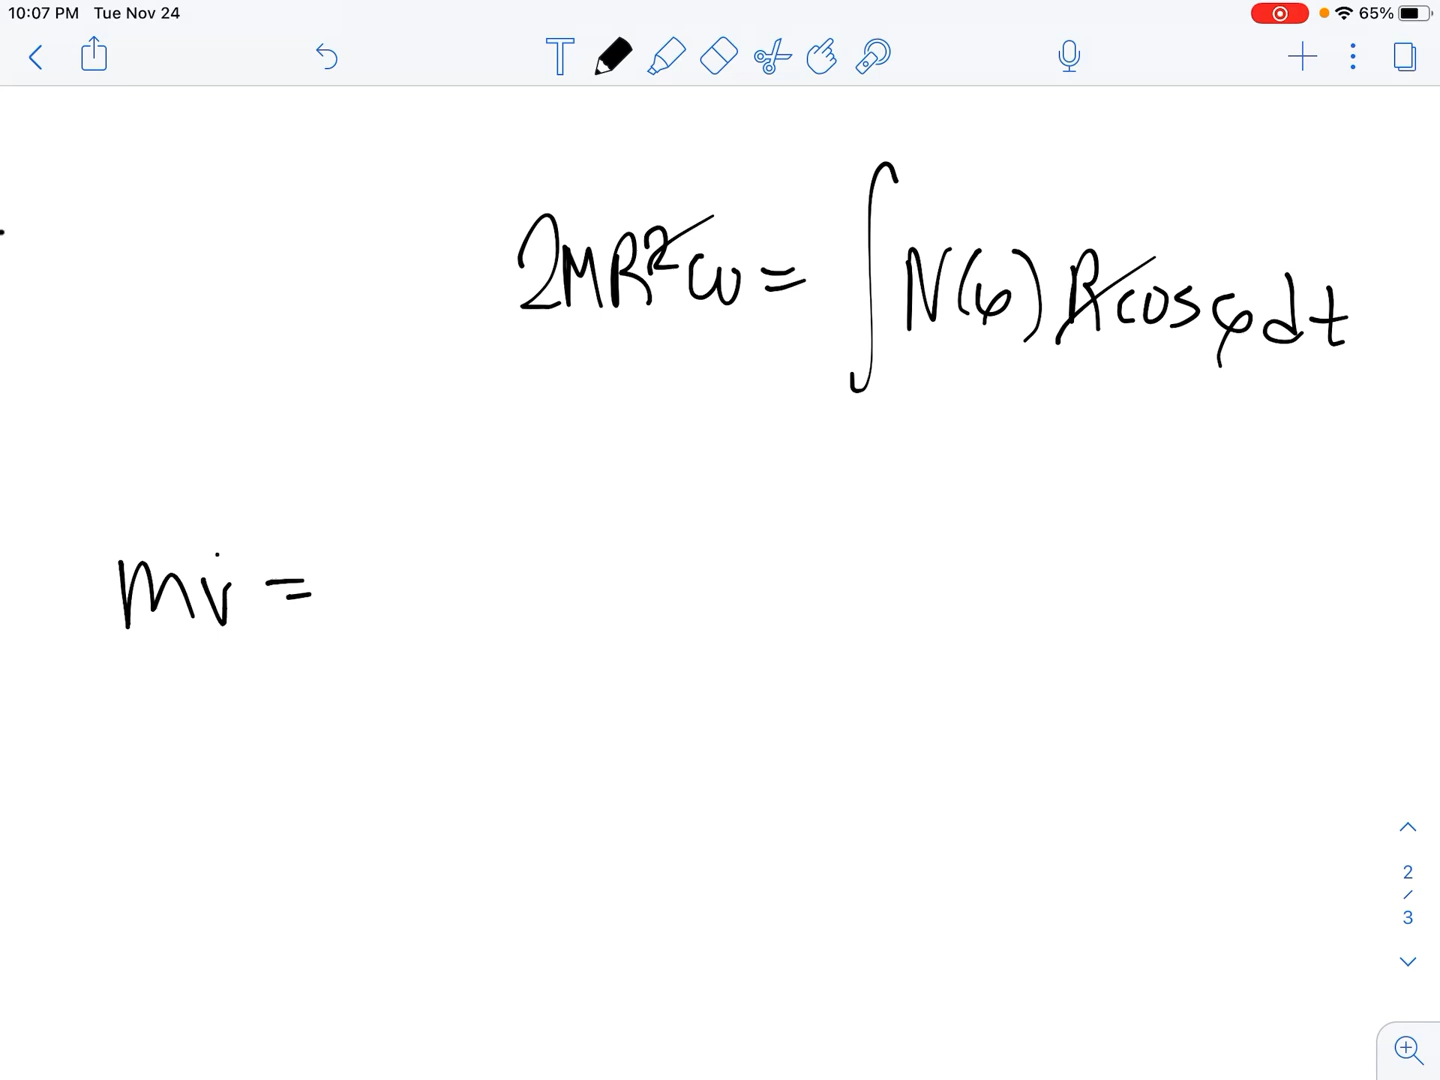 10:07 PM Tue Nov 24 65%
T
2MR²ω = ∫ N(φ) R cos φ dt
mv̇ =
2
/
3